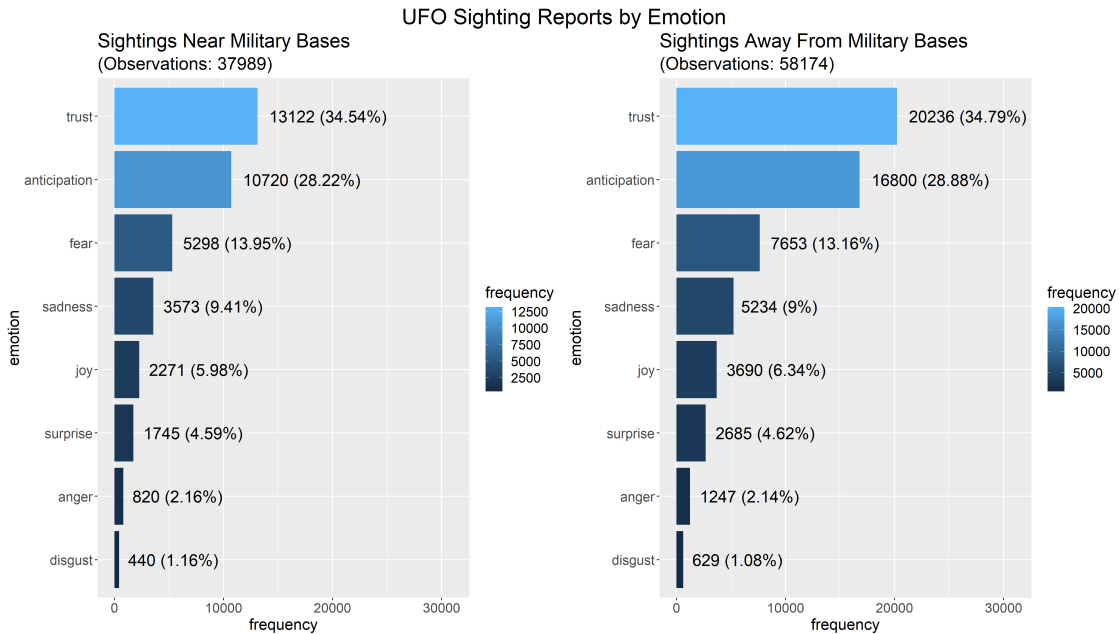 UFO Sighting Reports by Emotion
Sightings Near Military Bases
(Observations: 37989)
emotion
trust 13122 (34.54%)
anticipation 10720 (28.22%)
fear 5298 (13.95%)
sadness 3573 (9.41%)
joy 2271 (5.98%)
surprise 1745 (4.59%)
anger 820 (2.16%)
disgust 440 (1.16%)
0 10000 20000 30000
frequency
frequency
12500
10000
7500
5000
2500
Sightings Away From Military Bases
(Observations: 58174)
emotion
trust 20236 (34.79%)
anticipation 16800 (28.88%)
fear 7653 (13.16%)
sadness 5234 (9%)
joy 3690 (6.34%)
surprise 2685 (4.62%)
anger 1247 (2.14%)
disgust 629 (1.08%)
0 10000 20000 30000
frequency
frequency
20000
15000
10000
5000